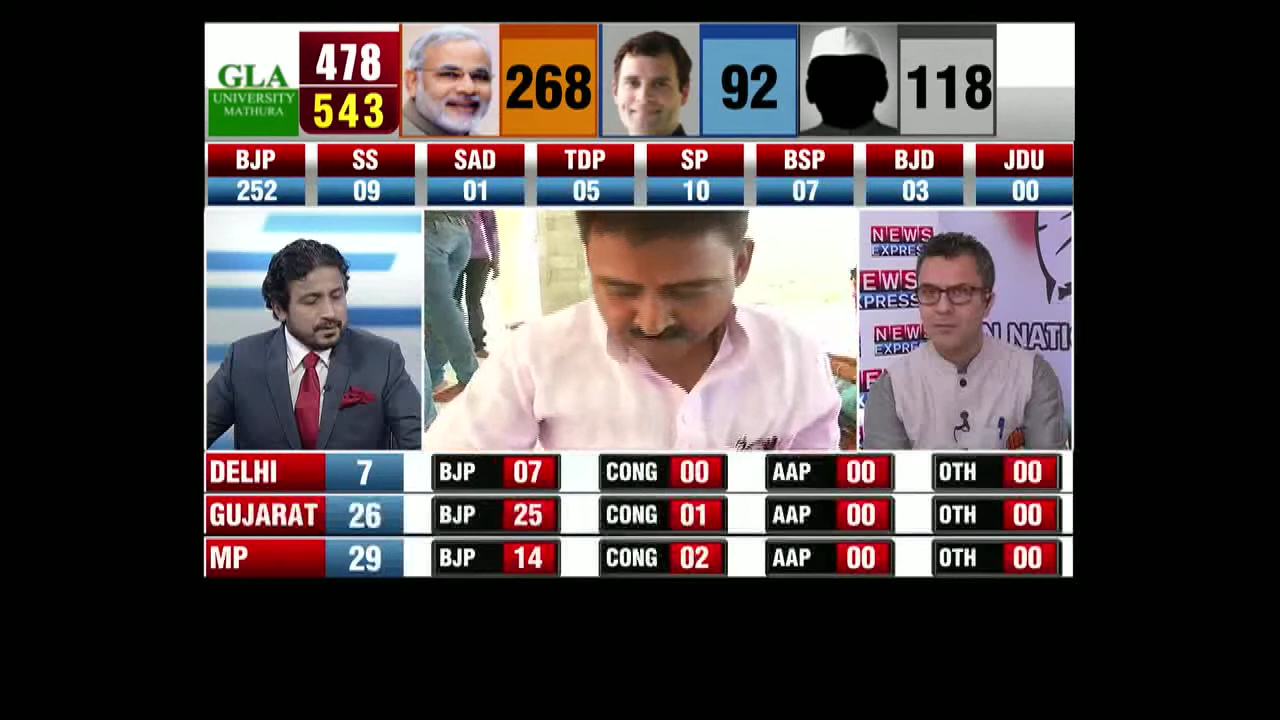 GLA
UNIVERSITY
MATHURA
478
543
268
92
118
BJP SS SAD TDP SP BSP BJD JDU
252 09 01 05 10 07 03 00
NEWS
EXPRESS
EWS
XPRESS
NEWS
EXPRE
N NATI
DELHI 7 BJP 07 CONG 00 AAP 00 OTH 00
GUJARAT 26 BJP 25 CONG 01 AAP 00 OTH 00
MP 29 BJP 14 CONG 02 AAP 00 OTH 00